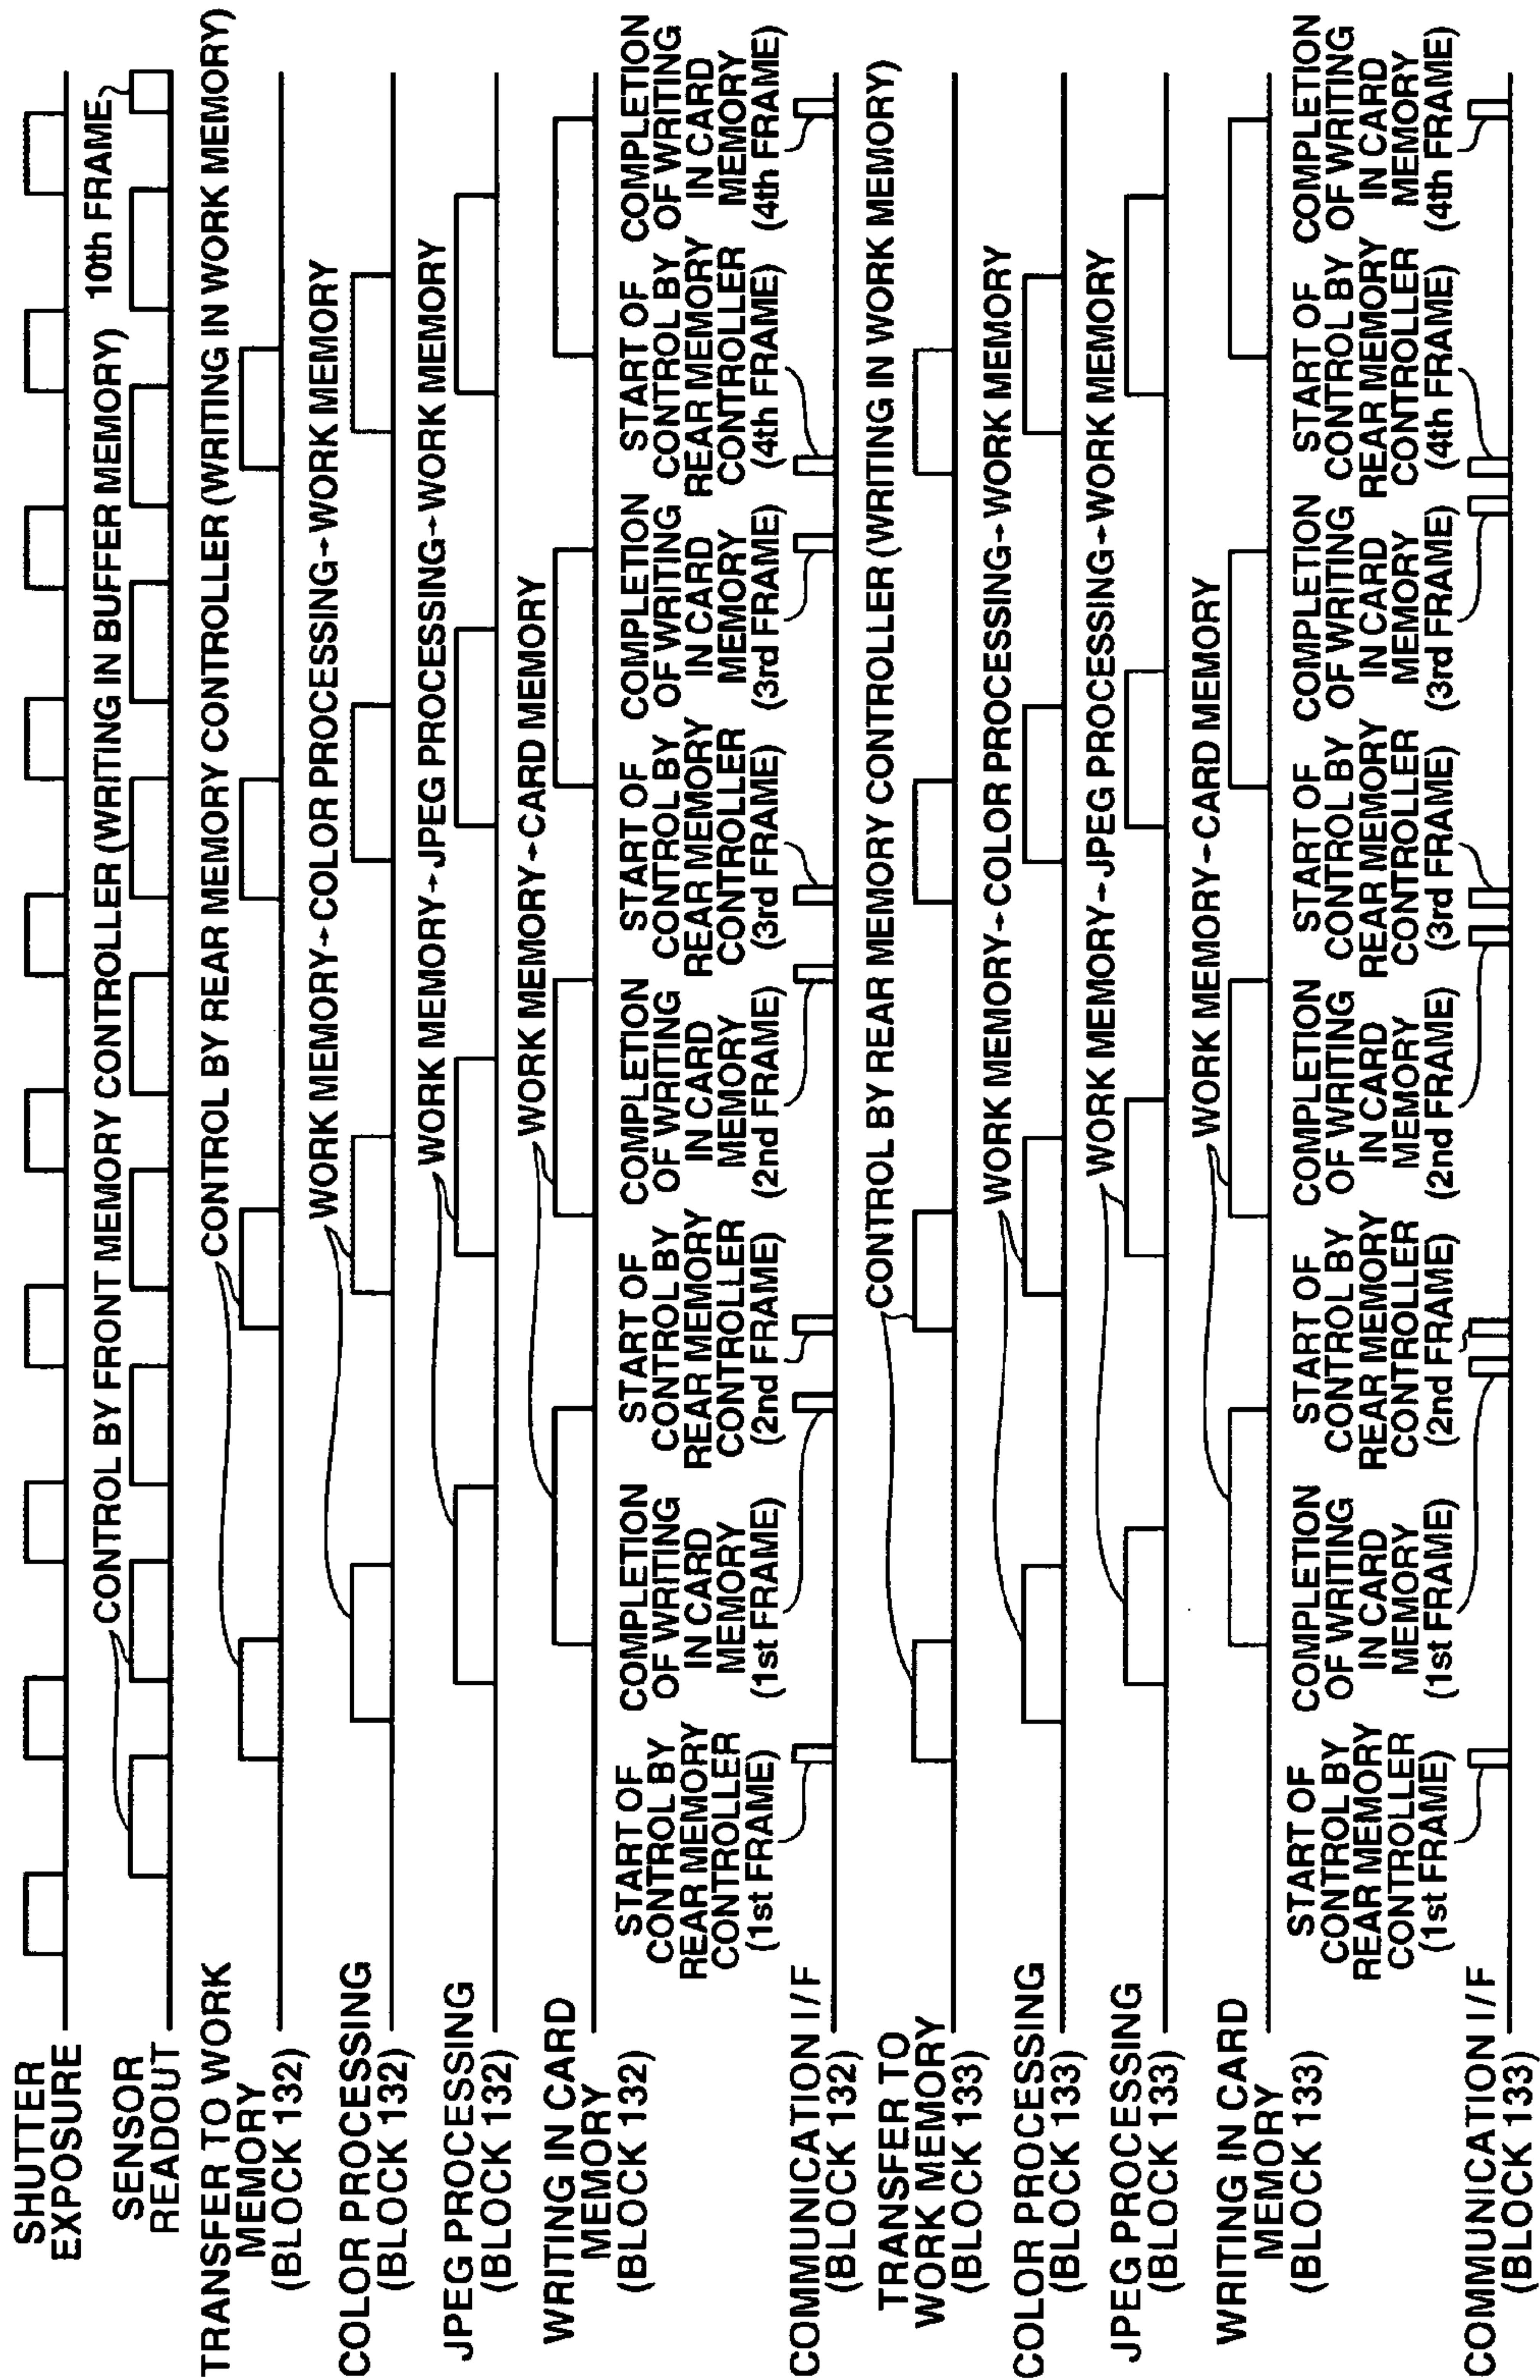 SHUTTER
EXPOSURE
SENSOR
READOUT
CONTROL BY FRONT MEMORY CONTROLLER (WRITING IN BUFFER MEMORY)
10th FRAME
TRANSFER TO WORK
MEMORY
(BLOCK 132)
CONTROL BY REAR MEMORY CONTROLLER (WRITING IN WORK MEMORY)
COLOR PROCESSING
(BLOCK 132)
WORK MEMORY→COLOR PROCESSING→WORK MEMORY
JPEG PROCESSING
(BLOCK 132)
WORK MEMORY→JPEG PROCESSING→WORK MEMORY
WRITING IN CARD
MEMORY
(BLOCK 132)
WORK MEMORY→CARD MEMORY
START OF
CONTROL BY
REAR MEMORY
CONTROLLER
(1st FRAME)
COMPLETION
OF WRITING
IN CARD
MEMORY
(1st FRAME)
START OF
CONTROL BY
REAR MEMORY
CONTROLLER
(2nd FRAME)
COMPLETION
OF WRITING
IN CARD
MEMORY
(2nd FRAME)
START OF
CONTROL BY
REAR MEMORY
CONTROLLER
(3rd FRAME)
COMPLETION
OF WRITING
IN CARD
MEMORY
(3rd FRAME)
START OF
CONTROL BY
REAR MEMORY
CONTROLLER
(4th FRAME)
COMPLETION
OF WRITING
IN CARD
MEMORY
(4th FRAME)
COMMUNICATION I/F
(BLOCK 132)
TRANSFER TO
WORK MEMORY
(BLOCK 133)
CONTROL BY REAR MEMORY CONTROLLER (WRITING IN WORK MEMORY)
COLOR PROCESSING
(BLOCK 133)
WORK MEMORY→COLOR PROCESSING→WORK MEMORY
JPEG PROCESSING
(BLOCK 133)
WORK MEMORY→JPEG PROCESSING→WORK MEMORY
WRITING IN CARD
MEMORY
(BLOCK 133)
WORK MEMORY→CARD MEMORY
START OF
CONTROL BY
REAR MEMORY
CONTROLLER
(1st FRAME)
COMPLETION
OF WRITING
IN CARD
MEMORY
(1st FRAME)
START OF
CONTROL BY
REAR MEMORY
CONTROLLER
(2nd FRAME)
COMPLETION
OF WRITING
IN CARD
MEMORY
(2nd FRAME)
START OF
CONTROL BY
REAR MEMORY
CONTROLLER
(3rd FRAME)
COMPLETION
OF WRITING
IN CARD
MEMORY
(3rd FRAME)
START OF
CONTROL BY
REAR MEMORY
CONTROLLER
(4th FRAME)
COMPLETION
OF WRITING
IN CARD
MEMORY
(4th FRAME)
COMMUNICATION I/F
(BLOCK 133)